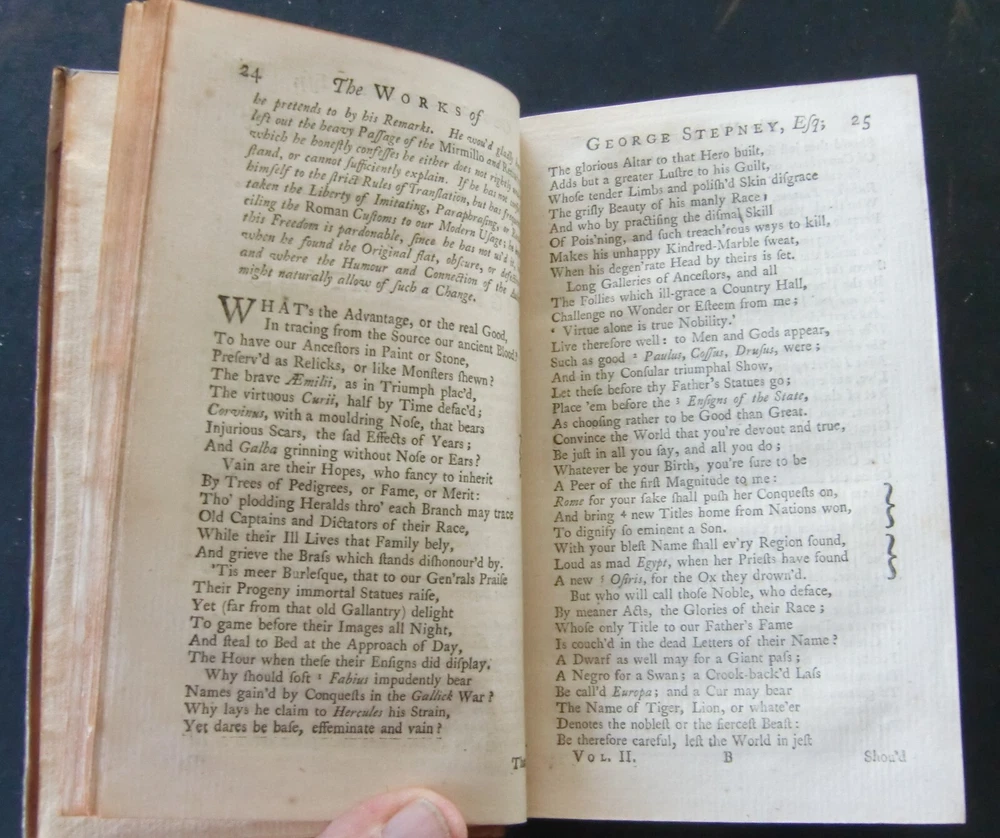 24
The WORKS of
he pretends to by his Remarks. He wou'd gladly
left out the heavy Paſſage of the Mirmillo and
which he honeſtly confeſſes he either does not rightly
ſtand, or cannot ſufficiently explain. If he has not
himſelf to the ſtrict Rules of Tranſlation, but has
taken the Liberty of Imitating, Paraphraſing, or
ciling the Roman Cuſtoms to our Modern Uſage;
this Freedom is pardonable, ſince he has not us'd it
when he found the Original flat, obſcure, or
and where the Humour and Connection of the
might naturally allow of ſuch a Change.
WHAT's the Advantage, or the real Good,
In tracing from the Source our ancient Blood?
To have our Anceſtors in Paint or Stone,
Preſerv'd as Relicks, or like Monſters ſhewn?
The brave Æmilii, as in Triumph plac'd,
The virtuous Curii, half by Time defac'd;
Corvinus, with a mouldring Noſe, that bears
Injurious Scars, the ſad Effects of Years;
And Galba grinning without Noſe or Ears?
Vain are their Hopes, who fancy to inherit
By Trees of Pedigrees, or Fame, or Merit:
Tho' plodding Heralds thro' each Branch may trace
Old Captains and Dictators of their Race,
While their Ill Lives that Family bely,
And grieve the Braſs which ſtands diſhonour'd by.
'Tis meer Burleſque, that to our Gen'rals Praiſe
Their Progeny immortal Statues raiſe,
Yet (far from that old Gallantry) delight
To game before their Images all Night,
And ſteal to Bed at the Approach of Day,
The Hour when theſe their Enſigns did diſplay.
Why ſhould ſoft ¹ Fabius impudently bear
Names gain'd by Conqueſts in the Gallick War?
Why lays he claim to Hercules his Strain,
Yet dares be baſe, effeminate and vain?
GEORGE STEPNEY, Eſq; 25
The glorious Altar to that Hero built,
Adds but a greater Luſtre to his Guilt,
Whoſe tender Limbs and poliſh'd Skin diſgrace
The griſly Beauty of his manly Race;
And who by practiſing the diſmal Skill
Of Pois'ning, and ſuch treach'rous ways to kill,
Makes his unhappy Kindred-Marble ſweat,
When his degen'rate Head by theirs is ſet.
Long Galleries of Anceſtors, and all
The Follies which ill-grace a Country Hall,
Challenge no Wonder or Eſteem from me;
‘ Virtue alone is true Nobility.’
Live therefore well: to Men and Gods appear,
Such as good ² Paulus, Coſſus, Druſus, were;
And in thy Conſular triumphal Show,
Let theſe before thy Father's Statues go;
Place 'em before the ³ Enſigns of the State,
As chooſing rather to be Good than Great.
Convince the World that you're devout and true,
Be juſt in all you ſay, and all you do;
Whatever be your Birth, you're ſure to be
A Peer of the firſt Magnitude to me:
Rome for your ſake ſhall puſh her Conqueſts on,
And bring ⁴ new Titles home from Nations won,
To dignify ſo eminent a Son.
With your bleſt Name ſhall ev'ry Region ſound,
Loud as mad Egypt, when her Prieſts have found
A new ⁵ Oſiris, for the Ox they drown'd.
But who will call thoſe Noble, who deface,
By meaner Acts, the Glories of their Race;
Whoſe only Title to our Father's Fame
Is couch'd in the dead Letters of their Name?
A Dwarf as well may for a Giant paſs;
A Negro for a Swan; a Crook-back'd Laſs
Be call'd Europa; and a Cur may bear
The Name of Tiger, Lion, or whate'er
Denotes the nobleſt or the fierceſt Beaſt:
Be therefore careful, leſt the World in jeſt
VOL. II. B Shou'd